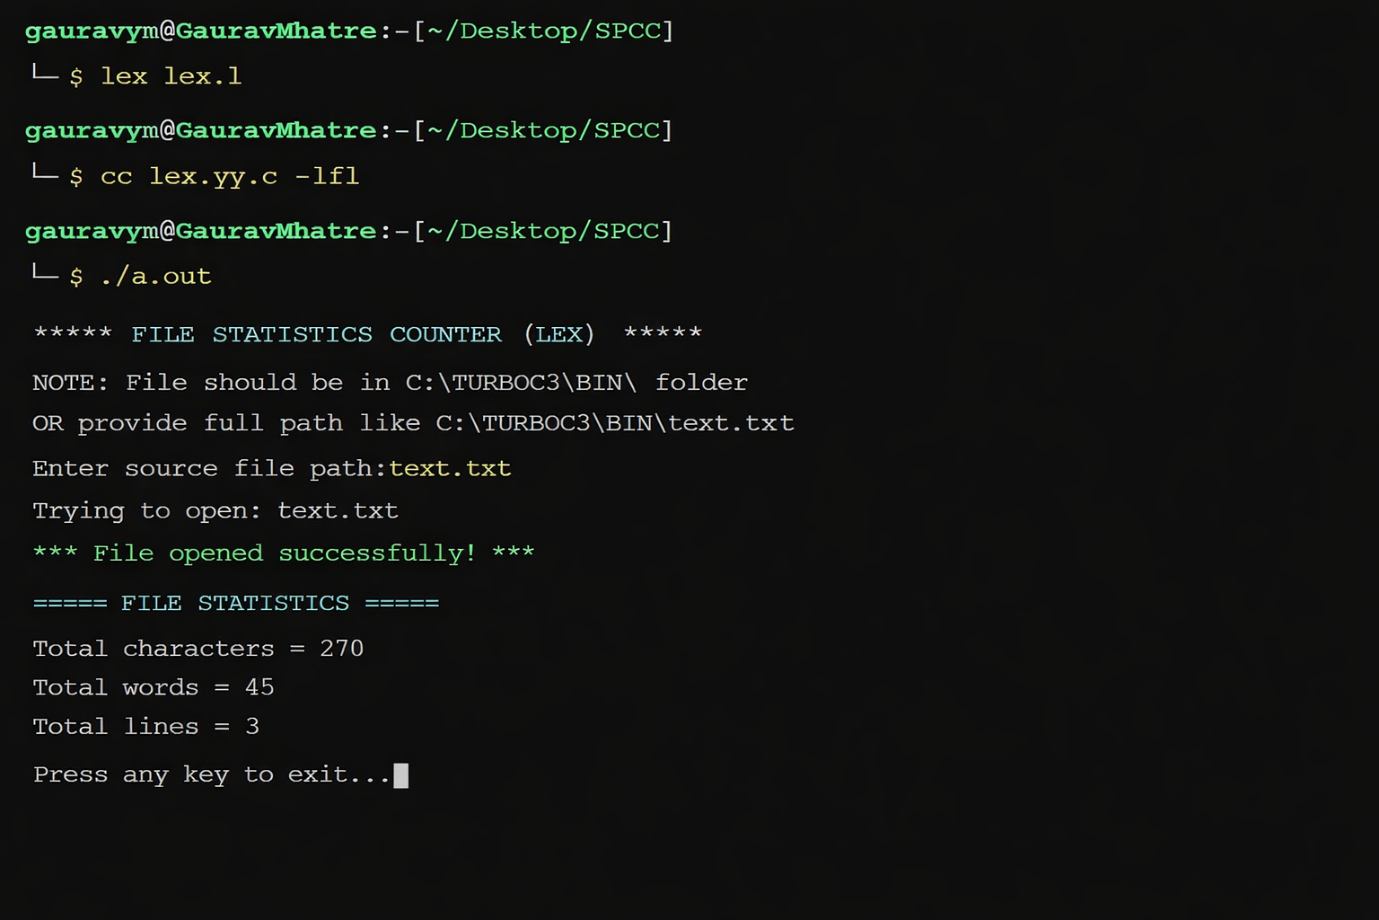 gauravym@GauravMhatre:-[~/Desktop/SPCC]
└─ $ lex lex.l
gauravym@GauravMhatre:-[~/Desktop/SPCC]
└─ $ cc lex.yy.c -lfl
gauravym@GauravMhatre:-[~/Desktop/SPCC]
└─ $ ./a.out
***** FILE STATISTICS COUNTER (LEX) *****
NOTE: File should be in C:\TURBOC3\BIN\ folder
OR provide full path like C:\TURBOC3\BIN\text.txt
Enter source file path:text.txt
Trying to open: text.txt
*** File opened successfully! ***
===== FILE STATISTICS =====
Total characters = 270
Total words = 45
Total lines = 3
Press any key to exit...